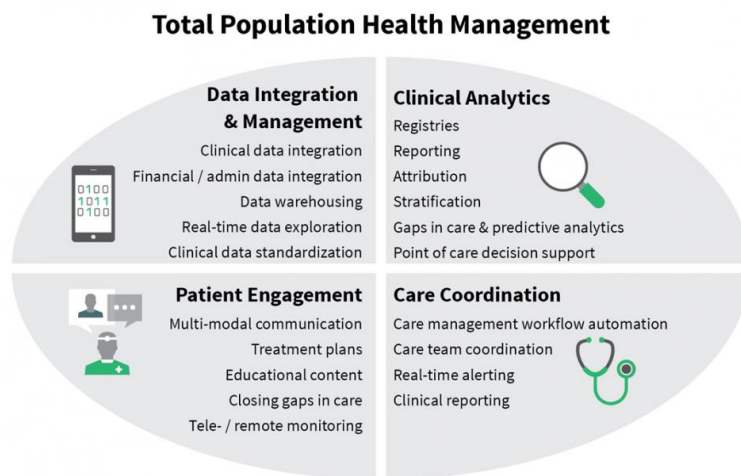 Total Population Health Management
Data Integration
& Management
Clinical data integration
Financial / admin data integration
Data warehousing
Real-time data exploration
Clinical data standardization
Clinical Analytics
Registries
Reporting
Attribution
Stratification
Gaps in care & predictive analytics
Point of care decision support
Patient Engagement
Multi-modal communication
Treatment plans
Educational content
Closing gaps in care
Tele- / remote monitoring
Care Coordination
Care management workflow automation
Care team coordination
Real-time alerting
Clinical reporting
0100
1011
0100